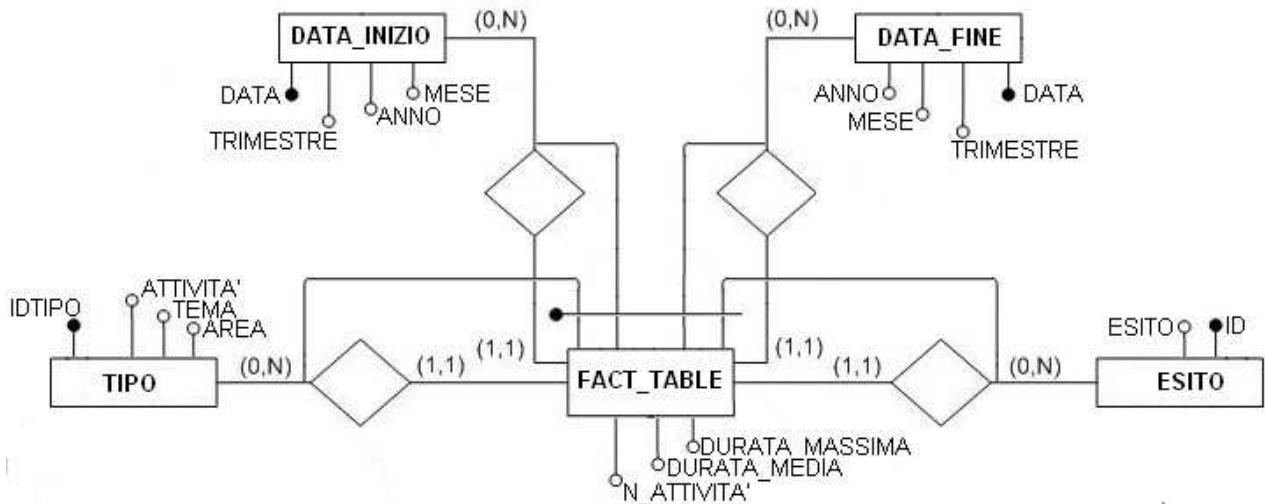 (0,N)
DATA_INIZIO
DATA
TRIMESTRE
ANNO
MESE
(0,N)
DATA_FINE
ANNO
MESE
TRIMESTRE
DATA
IDTIPO
ATTIVITA'
TEMA
AREA
TIPO
(0,N)
(1,1)
(1,1)
FACT_TABLE
(1,1)
(1,1)
(0,N)
ESITO
ID
ESITO
DURATA_MASSIMA
DURATA_MEDIA
N_ATTIVITA'